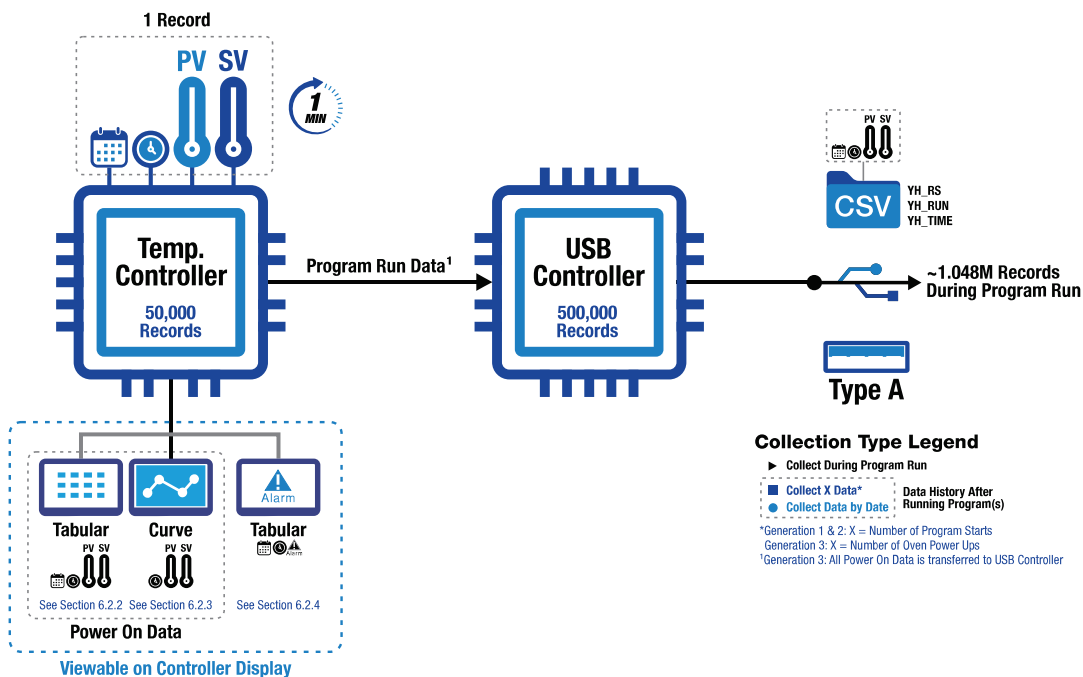 1 Record
PV SV
1
MIN
Temp.
Controller
50,000
Records
Program Run Data¹
USB
Controller
500,000
Records
PV SV
CSV
YH_RS
YH_RUN
YH_TIME
~1.048M Records
During Program Run
Type A
Alarm
Tabular
Curve
Tabular
PV SV
PV SV
Alarm
See Section 6.2.2
See Section 6.2.3
See Section 6.2.4
Power On Data
Viewable on Controller Display
Collection Type Legend
Collect During Program Run
Collect X Data*
Collect Data by Date
Data History After
Running Program(s)
*Generation 1 & 2: X = Number of Program Starts
Generation 3: X = Number of Oven Power Ups
¹Generation 3: All Power On Data is transferred to USB Controller